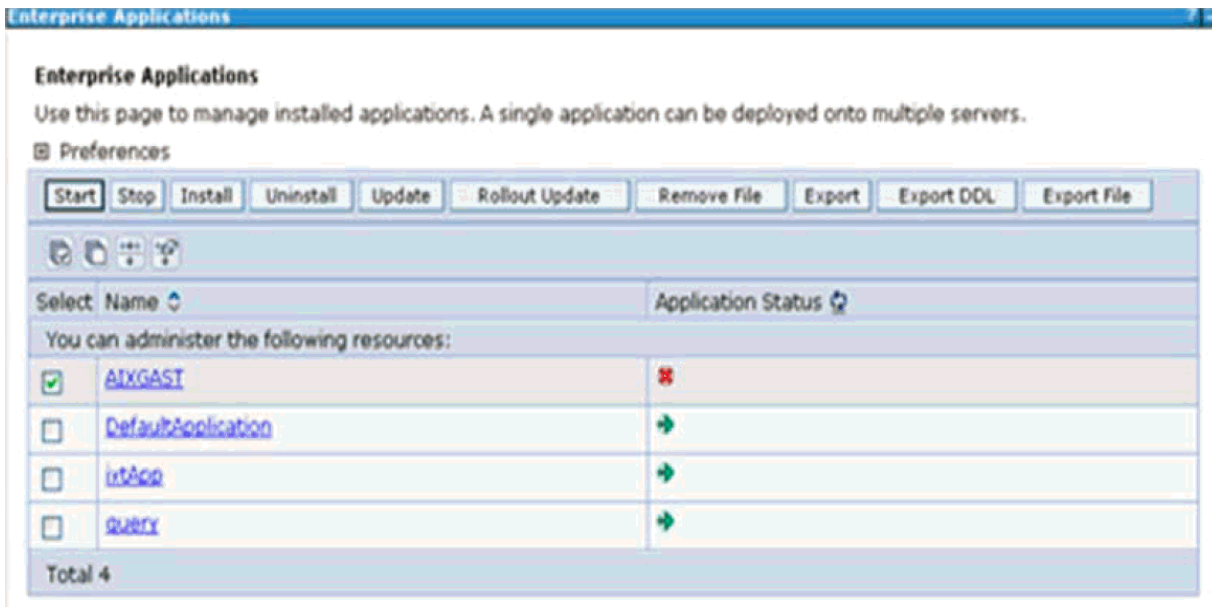 Enterprise Applications ?
Enterprise Applications
Use this page to manage installed applications. A single application can be deployed onto multiple servers.
Preferences
Start Stop Install Uninstall Update Rollout Update Remove File Export Export DDL Export File
Select Name Application Status
You can administer the following resources:
AIXGAST
DefaultApplication
ivtApp
query
Total 4